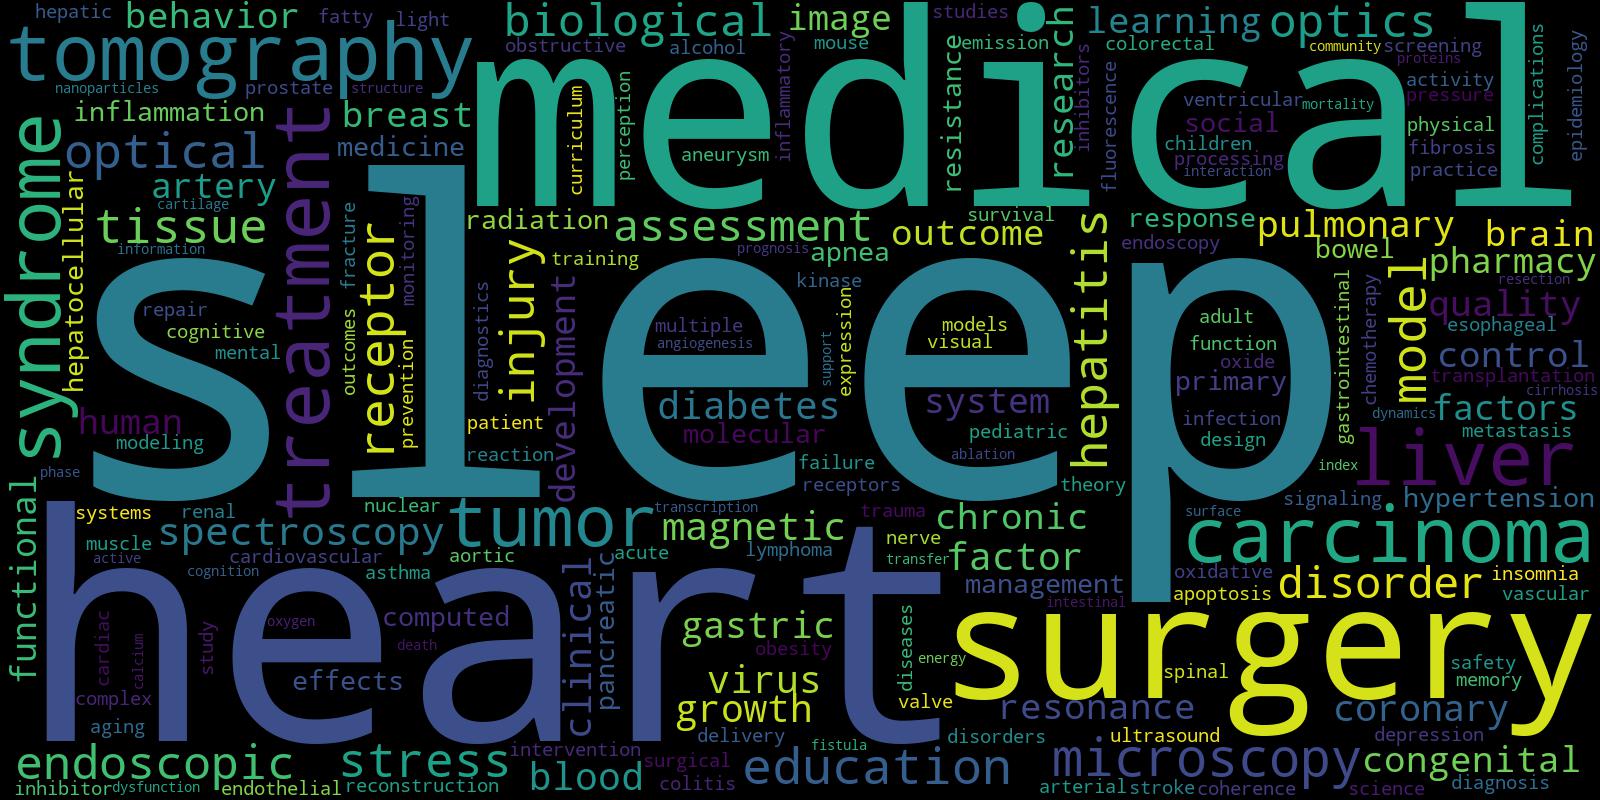 hepatic
behavior
fatty
light
biological
image
studies
learning
optics
tomography
obstructive
alcohol
mouse
emission
colorectal
community
screening
proteins
nanoparticles
prostate
structure
medical
inflammatory
resistance
research
inhibitors
fluorescence
activity
pressure
complications
epidemiology
inflammation
breast
curriculum
perception
aneurysm
ventricular
mortality
social
physical
children
fibrosis
processing
practice
interaction
optical
medicine
syndrome
treatment
artery
cartilage
hepatocellular
tissue
information
fracture
receptor
monitoring
radiation
assessment
survival
outcome
response
pulmonary
brain
prognosis
apnea
endoscopy
bowel
pharmacy
injury
training
kinase
hepatitis
model
resection
quality
sleep
repair
cognitive
mental
outcomes
prevention
diagnostics
development
multiple
angiogenesis
support
expression
models
visual
adult
function
oxide
primary
gastrointestinal
chemotherapy
esophageal
control
transplantation
cirrhosis
human
modeling
patient
diabetes
molecular
system
pediatric
infection
design
dynamics
factors
metastasis
phase
reaction
failure
ablation
receptors
theory
index
liver
signaling
hypertension
functional
systems
renal
nuclear
tumor
transcription
trauma
chronic
surface
spectroscopy
magnetic
carcinoma
muscle
active
cardiovascular
aortic
acute
lymphoma
nerve
transfer
factor
cognition
asthma
management
oxidative
disorder
insomnia
apoptosis
vascular
intestinal
heart
cardiac
calcium
study
oxygen
computed
death
clinical
pancreatic
gastric
obesity
diseases
energy
surgery
spinal
safety
memory
complex
effects
virus
valve
aging
growth
resonance
coronary
delivery
disorders
ultrasound
depression
endoscopic
stress
intervention
surgical
fistula
education
microscopy
congenital
inhibitor
dysfunction
endothelial
reconstruction
blood
colitis
arterial
stroke
coherence
science
diagnosis